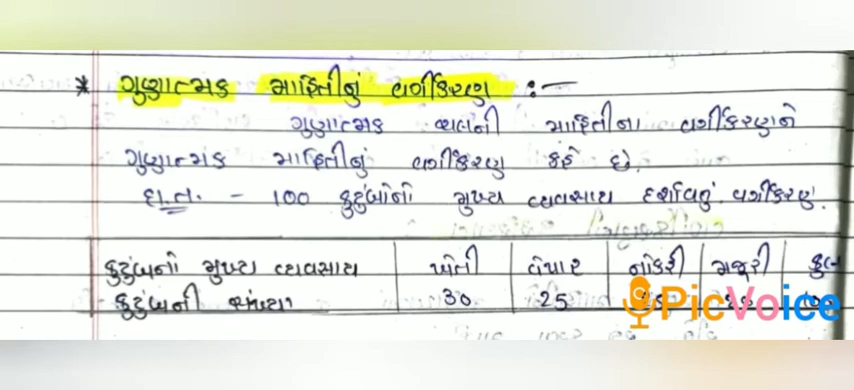 * ગુણાત્મક માહિતીનું વર્ગીકરણ :-
ગુણાત્મક ચલની માહિતીના વર્ગીકરણને
ગુણાત્મક માહિતીનું વર્ગીકરણ કહે છે.
દા.ત. - 100 કુટુંબોનો મુખ્ય વ્યવસાય દર્શાવતું વર્ગીકરણ.
કુટુંબનો મુખ્ય વ્યવસાય ખેતી વેપાર નોકરી મજૂરી કુલ
કુટુંબની સંખ્યા 30 25
PicVoice